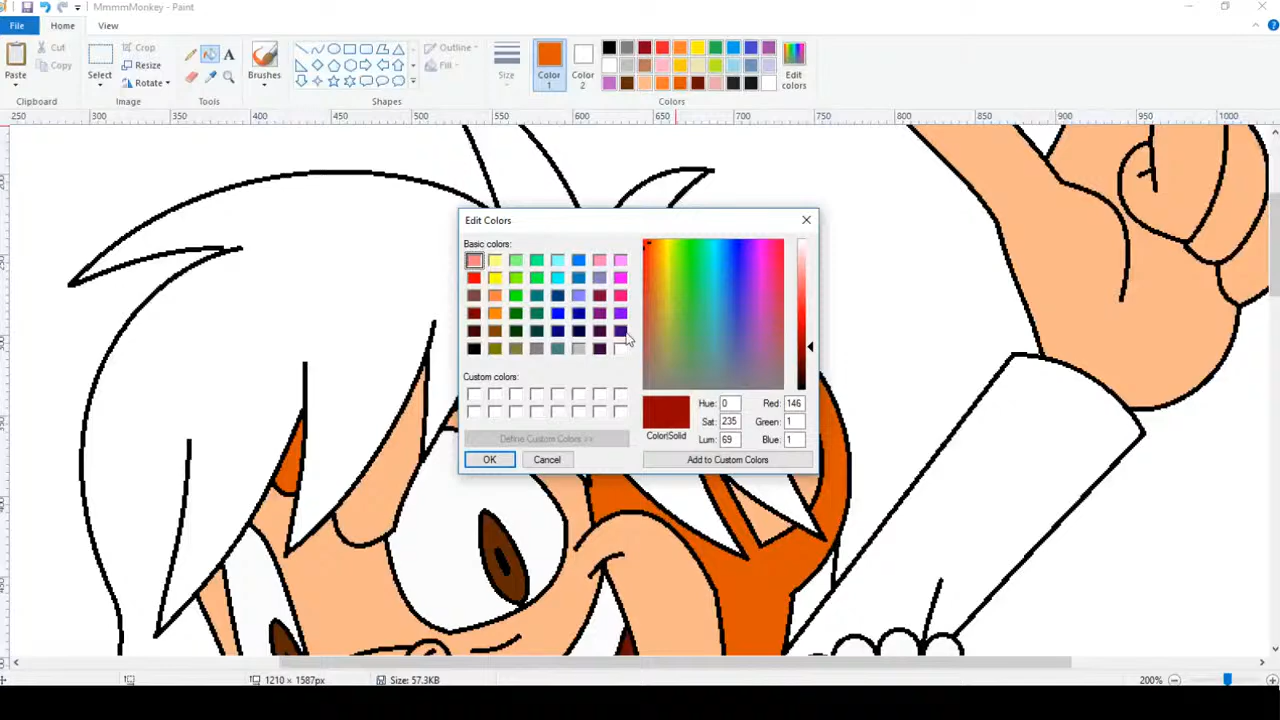 MmmmMonkey - Paint
File Home View
Paste Cut Copy Select Crop Resize Rotate A Brushes Outline Fill Size Color 1 Color 2 Edit colors
Clipboard Image Tools Shapes Colors
250 300 350 400 450 500 550 600 650 700 750 800 850 900 950 1000
Edit Colors
Basic colors:
Custom colors:
Hue: 0 Red: 146
Sat: 235 Green: 1
Color|Solid Lum: 69 Blue: 1
Define Custom Colors >>
OK Cancel Add to Custom Colors
1210 × 1587px Size: 57.3KB 200%